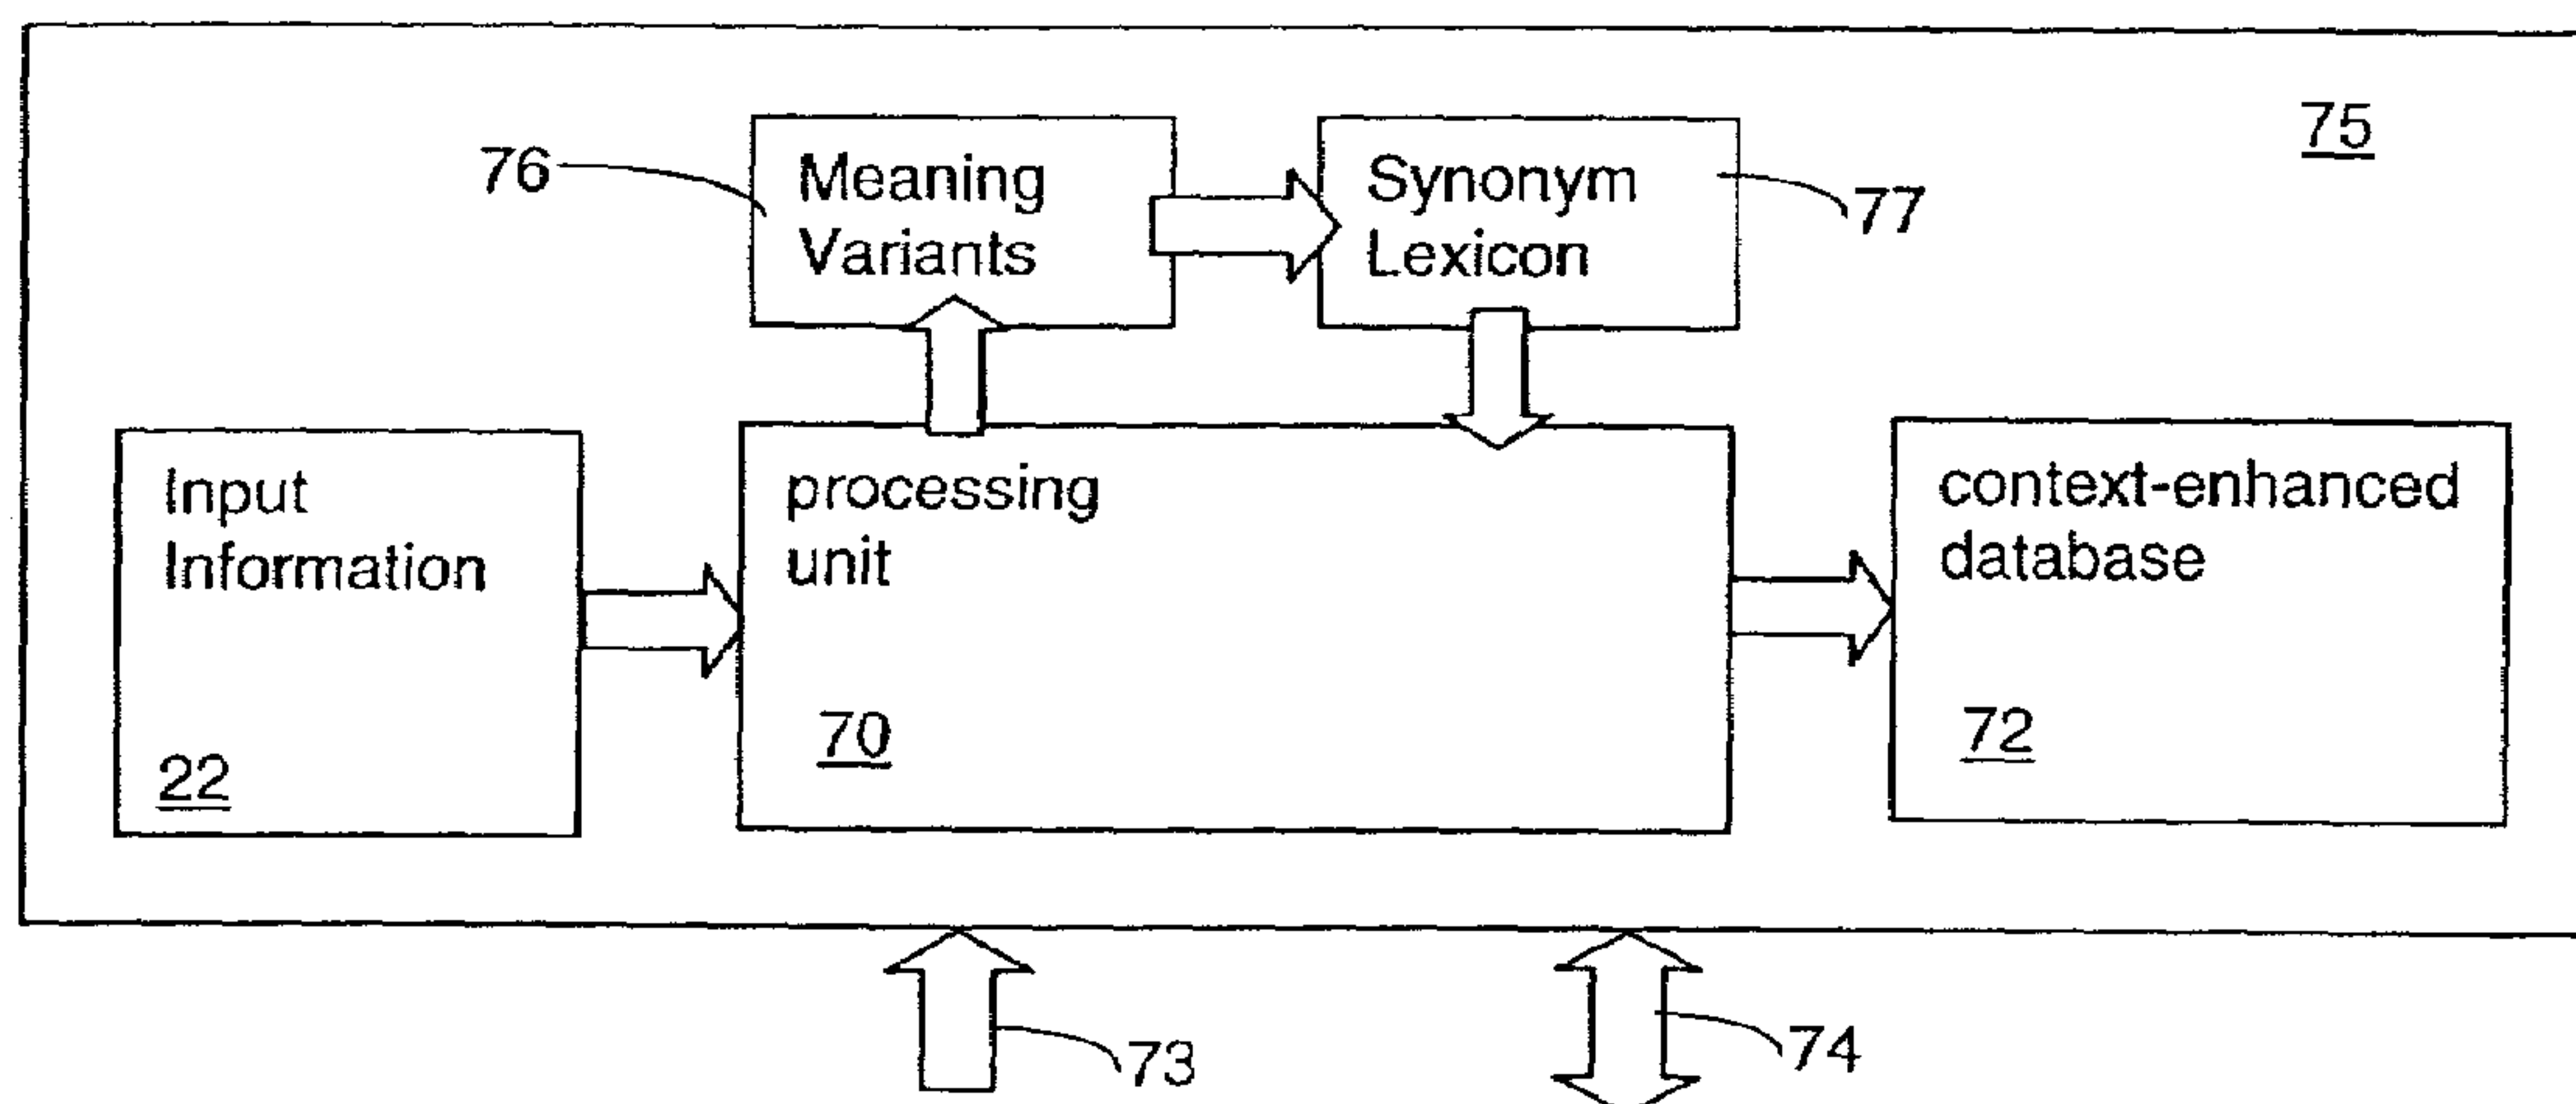 75
76
Meaning
Variants
Synonym
Lexicon
77
Input
Information
22
processing
unit
70
context-enhanced
database
72
73
74